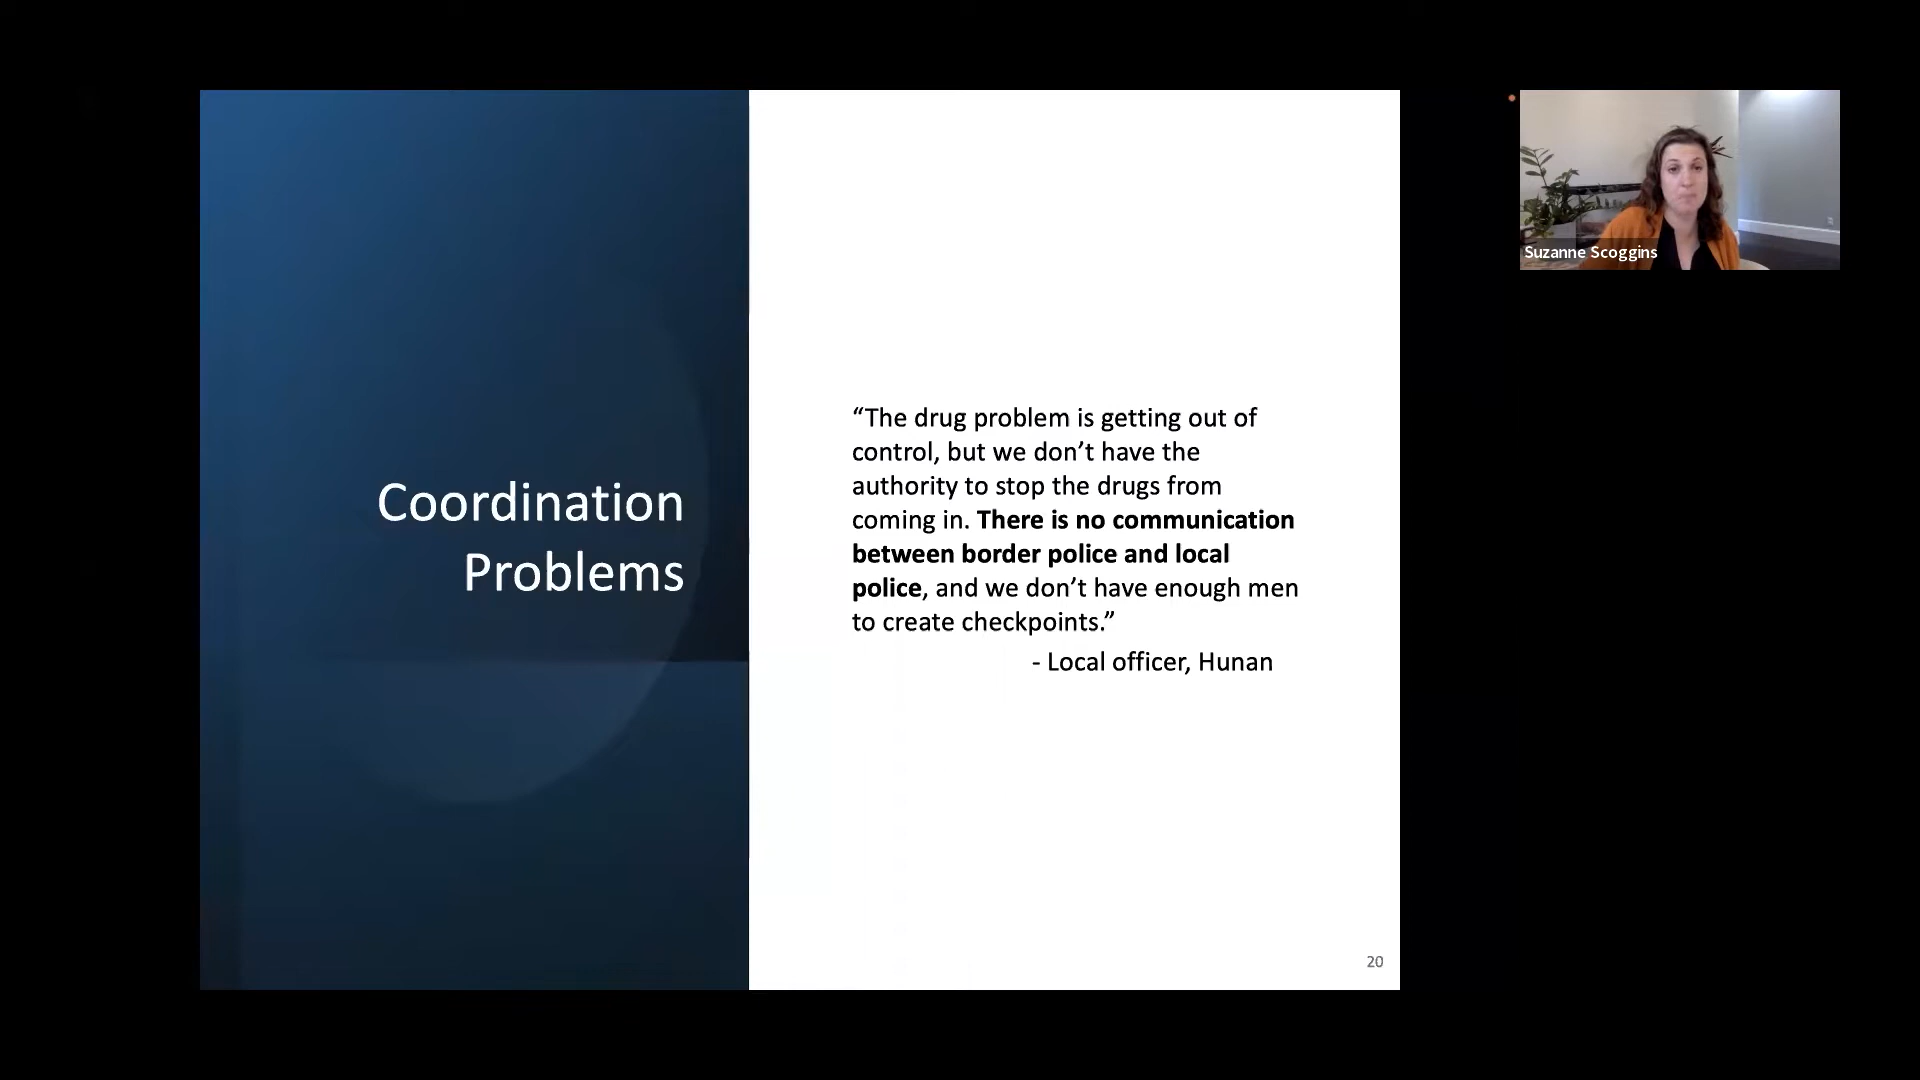 Coordination
Problems
“The drug problem is getting out of
control, but we don’t have the
authority to stop the drugs from
coming in. There is no communication
between border police and local
police, and we don’t have enough men
to create checkpoints.”
- Local officer, Hunan
20
Suzanne Scoggins